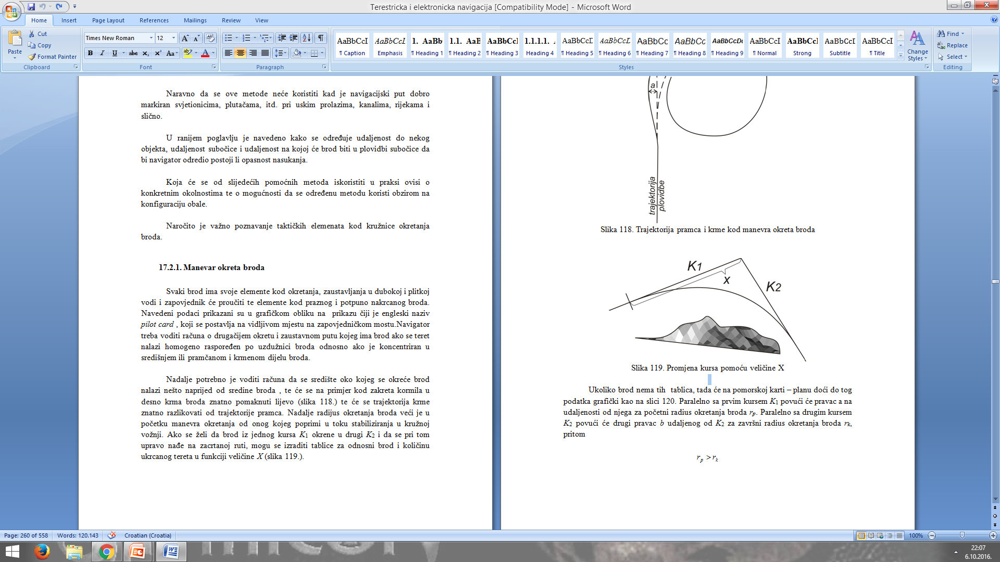 Terestricka i elektronicka navigacija [Compatibility Mode] - Microsoft Word
Home Insert Page Layout References Mailings Review View
Paste
Cut
Copy
Format Painter
Clipboard
Times New Roman 12
Font
Paragraph
AaBbCcI AaBbCcL 1. AaBb 1.1. AaB AaBbCc 1.1.1.1. AaBbCcD AaBbCcL AaBbCc AaBbCc AaBbCcDc AaBbCcI AaBbCcl AaBbCcI AaBbCcI
¶ Caption Emphasis ¶ Heading 1 ¶ Heading 2 ¶ Heading 3 Heading 4 ¶ Heading 5 ¶ Heading 6 ¶ Heading 7 ¶ Heading 8 ¶ Heading 9 ¶ Normal Strong Subtitle ¶ Title
Change Styles
Styles
Find
Replace
Select
Editing
Naravno da se ove metode neće koristiti kad je navigacijski put dobro
markiran svjetionicima, plutačama, itd. pri uskim prolazima, kanalima, rijekama i
slično.
U ranijem poglavlju je navedeno kako se određuje udaljenost do nekog
objekta, udaljenost subočice i udaljenost na kojoj će brod biti u plovidbi subočice da
bi navigator odredio postoji li opasnost nasukanja.
Koja će se od slijedećih pomoćnih metoda iskoristiti u praksi ovisi o
konkretnim okolnostima te o mogućnosti da se određenu metodu koristi obzirom na
konfiguraciju obale.
Naročito je važno poznavanje taktičkih elemenata kod kružnice okretanja
broda.
17.2.1. Manevar okreta broda
Svaki brod ima svoje elemente kod okretanja, zaustavljanja u dubokoj i plitkoj
vodi i zapovjednik će proučiti te elemente kod praznog i potpuno nakrcanog broda.
Navedeni podaci prikazani su u grafičkom obliku na prikazu čiji je engleski naziv
pilot card , koji se postavlja na vidljivom mjestu na zapovjedničkom mostu.Navigator
treba voditi računa o drugačijem okretu i zaustavnom putu kojeg ima brod ako se teret
nalazi homogeno raspoređen po uzdužnici broda odnosno ako je koncentriran u
središnjem ili pramčanom i krmenom dijelu broda.
Nadalje potrebno je voditi računa da se središte oko kojeg se okreće brod
nalazi nešto naprijed od sredine broda , te će se na primjer kod zakreta kormila u
desno krma broda znatno pomaknuti lijevo (slika 118.) te će se trajektorija krme
znatno razlikovati od trajektorije pramca. Nadalje radijus okretanja broda veći je u
početku manevra okretanja od onog kojeg poprimi u toku stabiliziranja u kružnoj
vožnji. Ako se želi da brod iz jednog kursa K1 okrene u drugi K2 i da se pri tom
upravo nađe na zacrtanoj ruti, mogu se izraditi tablice za odnosni brod i količinu
ukrcanog tereta u funkciji veličine X (slika 119.).
a
trajektorija
plovidbe
Slika 118. Trajektorija pramca i krme kod manevra okreta broda
K1
x
K2
Slika 119. Promjena kursa pomoću veličine X
Ukoliko brod nema tih tablica, tada će na pomorskoj karti – planu doći do tog
podatka grafički kao na slici 120. Paralelno sa prvim kursem K1 povući će pravac a na
udaljenosti od njega za početni radius okretanja broda rp. Paralelno sa drugim kursem
K2 povući će drugi pravac b udaljenog od K2 za završni radius okretanja broda rk,
pritom
rp > rk
Page: 260 of 558 Words: 120.143 Croatian (Croatia) 100%
22:07
6.10.2016.